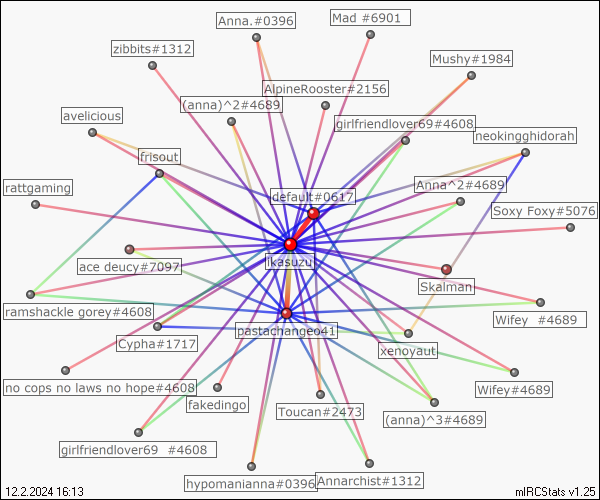 Anna.#0396
Mad #6901
zibbits#1312
Mushy#1984
AlpineRooster#2156
(anna)^2#4689
avelicious
girlfriendlover69#4608
neokingghidorah
frisout
rattgaming
default#0617
Anna^2#4689
Soxy Foxy#5076
ikasuzu
ace deucy#7097
Skalman
ramshackle gorey#4608
Wifey  #4689
pastachangeo41
Cypha#1717
xenoyaut
no cops no laws no hope#4608
Wifey#4689
fakedingo
Toucan#2473
(anna)^3#4689
girlfriendlover69  #4608
hypomanianna#0396
Annarchist#1312
12.2.2024 16:13
mIRCStats v1.25